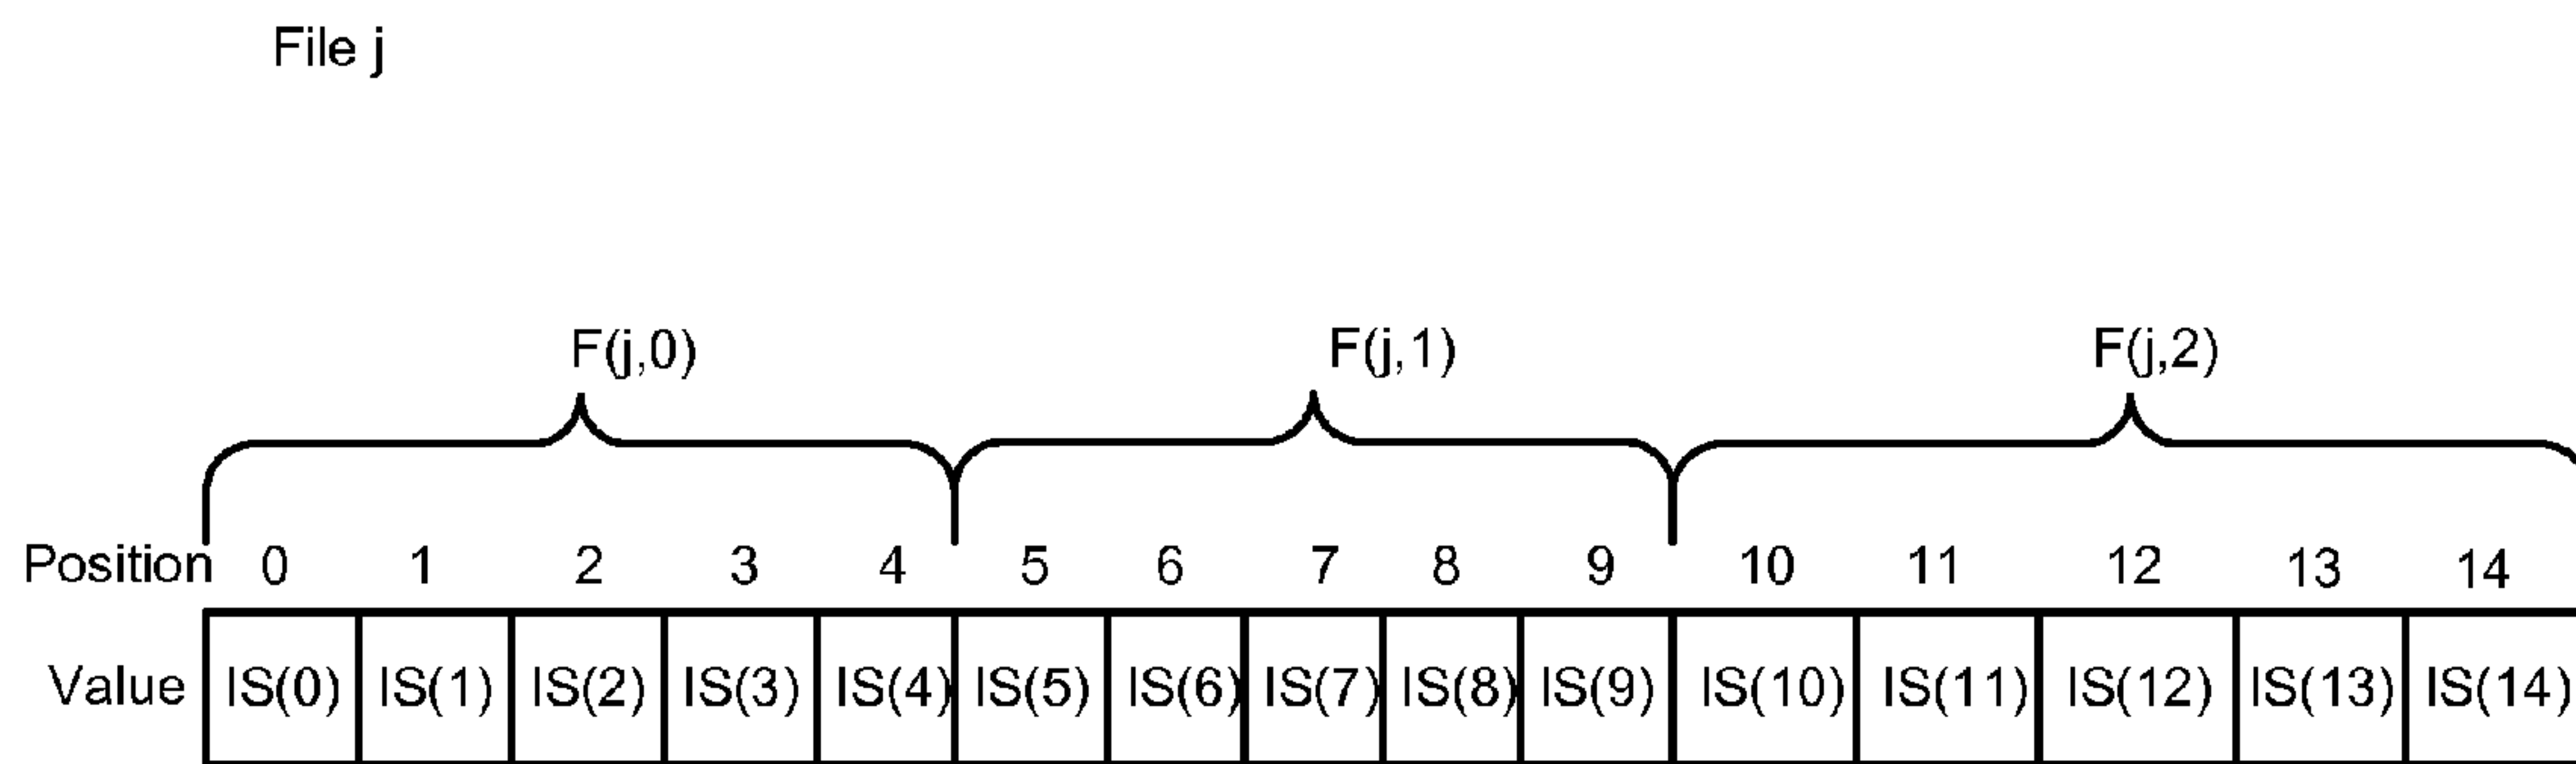 File j
F(j,0) F(j,1) F(j,2)
Position 0 1 2 3 4 5 6 7 8 9 10 11 12 13 14
Value IS(0) IS(1) IS(2) IS(3) IS(4) IS(5) IS(6) IS(7) IS(8) IS(9) IS(10) IS(11) IS(12) IS(13) IS(14)